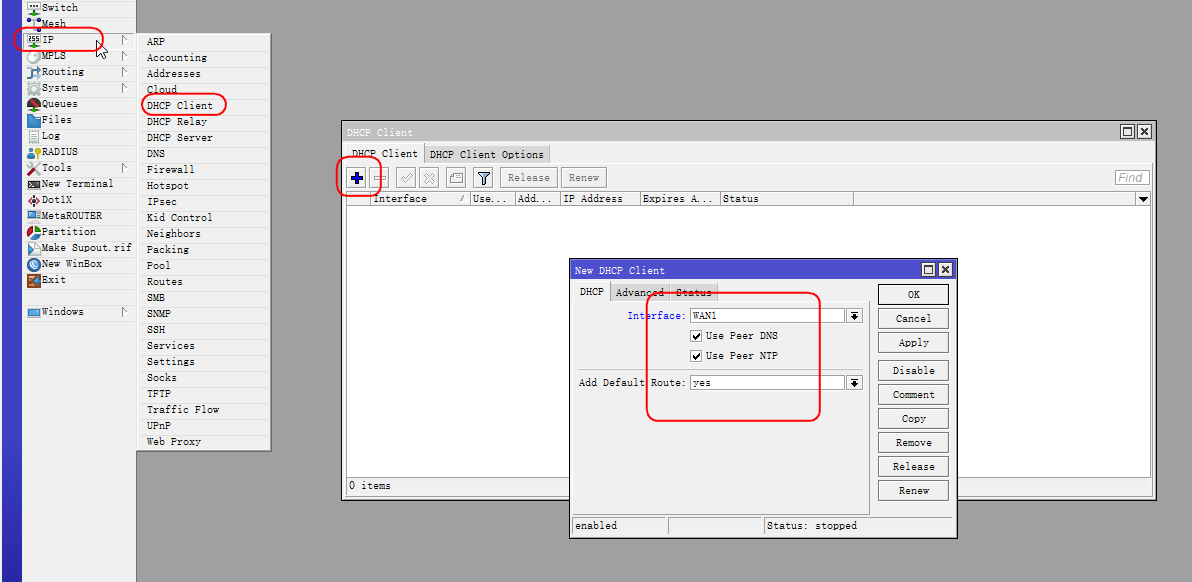 Switch
Mesh
IP
MPLS
Routing
System
Queues
Files
Log
RADIUS
Tools
New Terminal
Dot1X
MetaROUTER
Partition
Make Supout.rif
New WinBox
Exit
Windows
ARP
Accounting
Addresses
Cloud
DHCP Client
DHCP Relay
DHCP Server
DNS
Firewall
Hotspot
IPsec
Kid Control
Neighbors
Packing
Pool
Routes
SMB
SNMP
SSH
Services
Settings
Socks
TFTP
Traffic Flow
UPnP
Web Proxy
DHCP Client
DHCP Client DHCP Client Options
Release Renew Find
Interface / Use... Add... IP Address Expires A... Status
0 items
New DHCP Client
DHCP Advanced Status
Interface: WAN1
Use Peer DNS
Use Peer NTP
Add Default Route: yes
OK
Cancel
Apply
Disable
Comment
Copy
Remove
Release
Renew
enabled Status: stopped